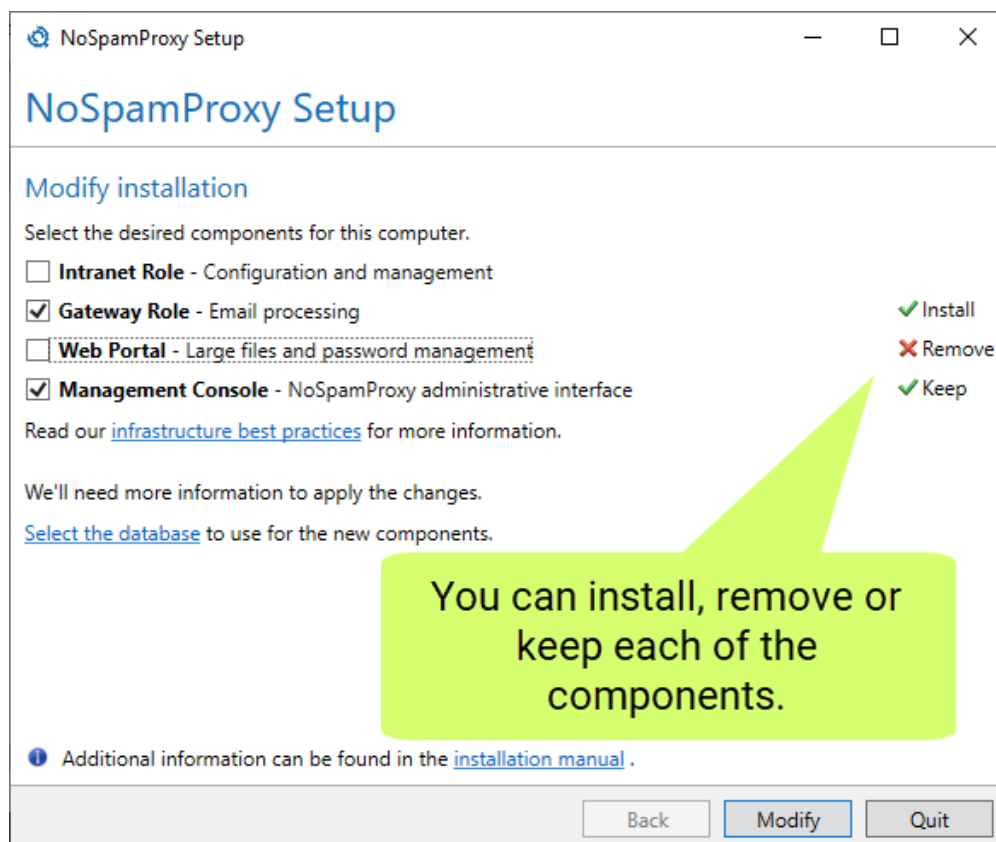 NoSpamProxy Setup
NoSpamProxy Setup
Modify installation
Select the desired components for this computer.
Intranet Role - Configuration and management
Gateway Role - Email processing
Install
Web Portal - Large files and password management
Remove
Management Console - NoSpamProxy administrative interface
Keep
Read our infrastructure best practices for more information.
We'll need more information to apply the changes.
Select the database to use for the new components.
You can install, remove or
keep each of the
components.
Additional information can be found in the installation manual .
Back
Modify
Quit